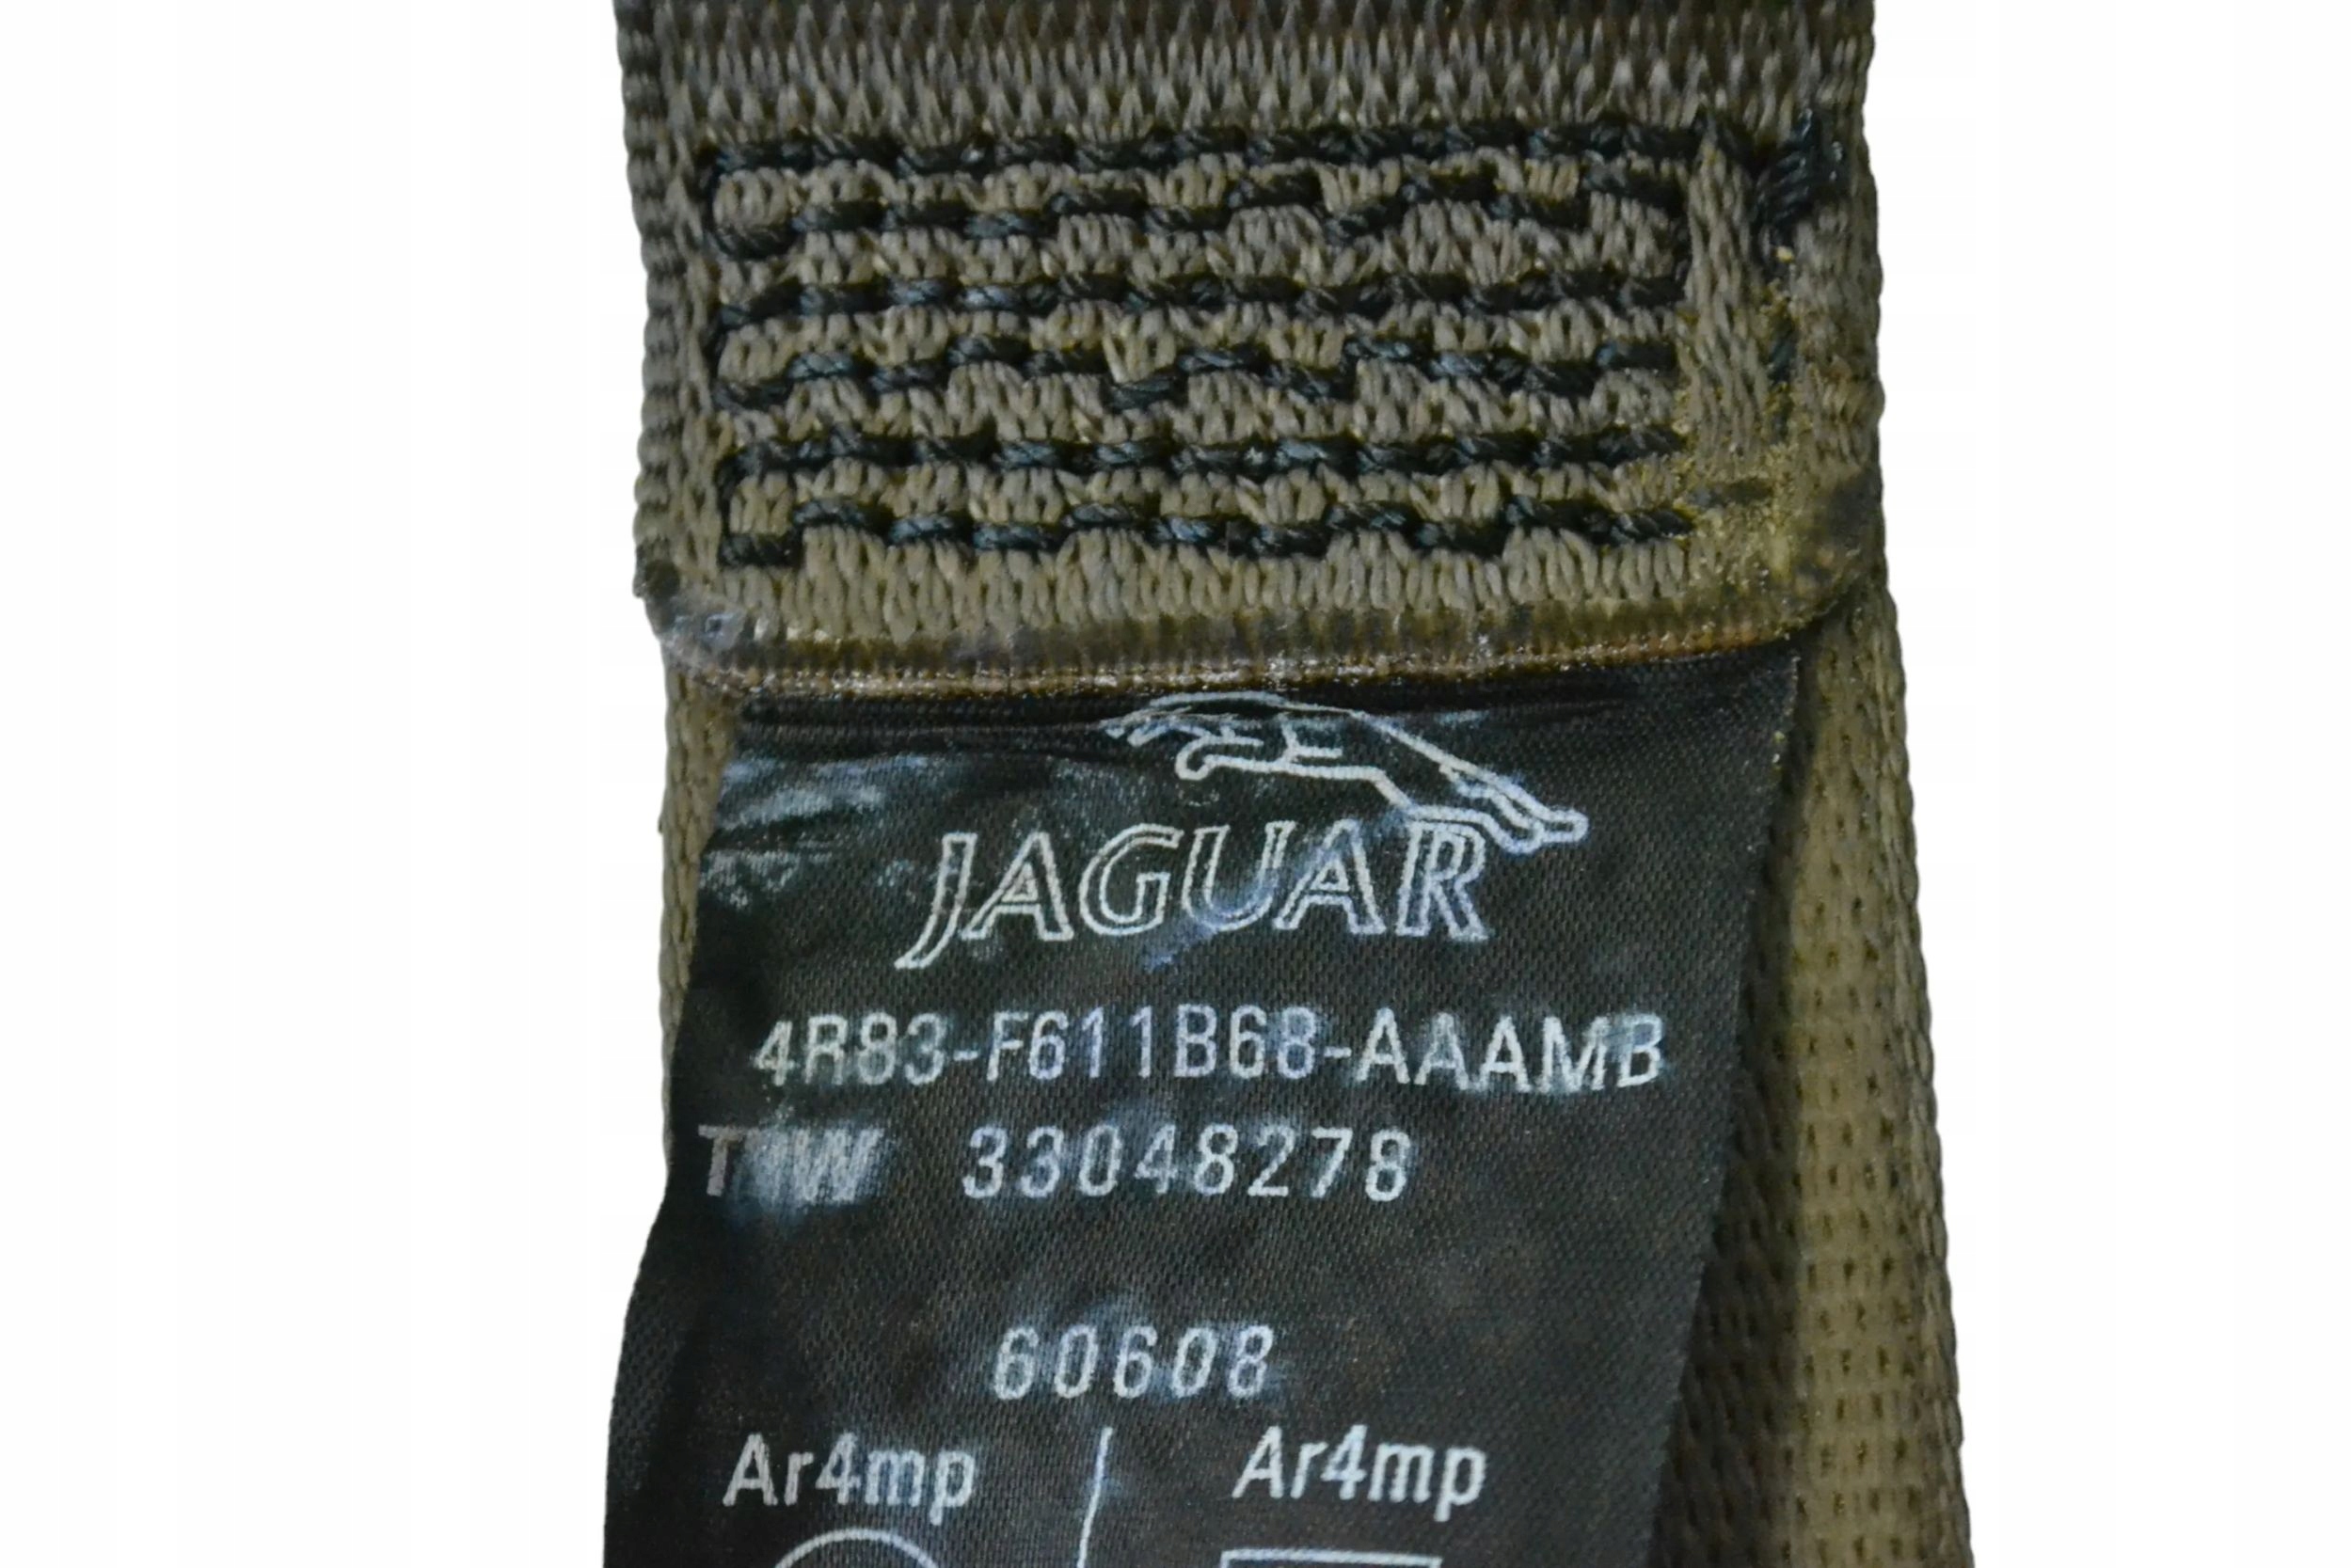 JAGUAR
4R83-F611B68-AAAMB
TRW 33048278
60608
Ar4mp Ar4mp